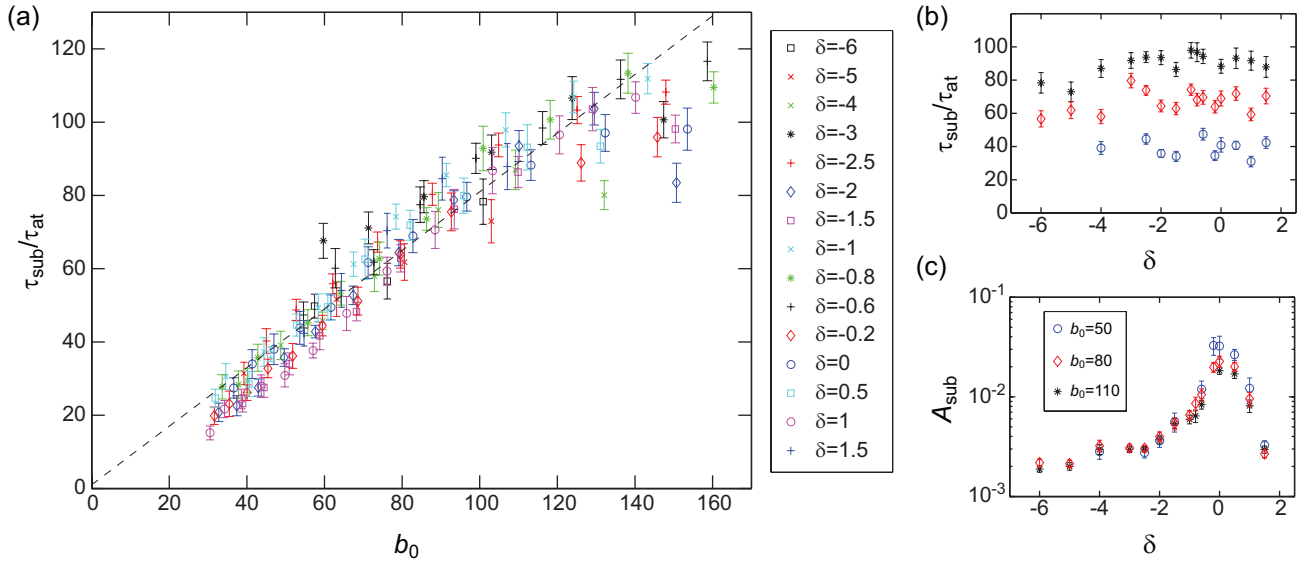 (a)
τsub/τat
120
100
80
60
40
20
0
0 20 40 60 80 100 120 140 160
b0
δ=-6
δ=-5
δ=-4
δ=-3
δ=-2.5
δ=-2
δ=-1.5
δ=-1
δ=-0.8
δ=-0.6
δ=-0.2
δ=0
δ=0.5
δ=1
δ=1.5
(b)
τsub/τat
100
80
60
40
20
0
-6 -4 -2 0 2
δ
(c)
Asub
10-1
10-2
10-3
b0=50
b0=80
b0=110
-6 -4 -2 0 2
δ